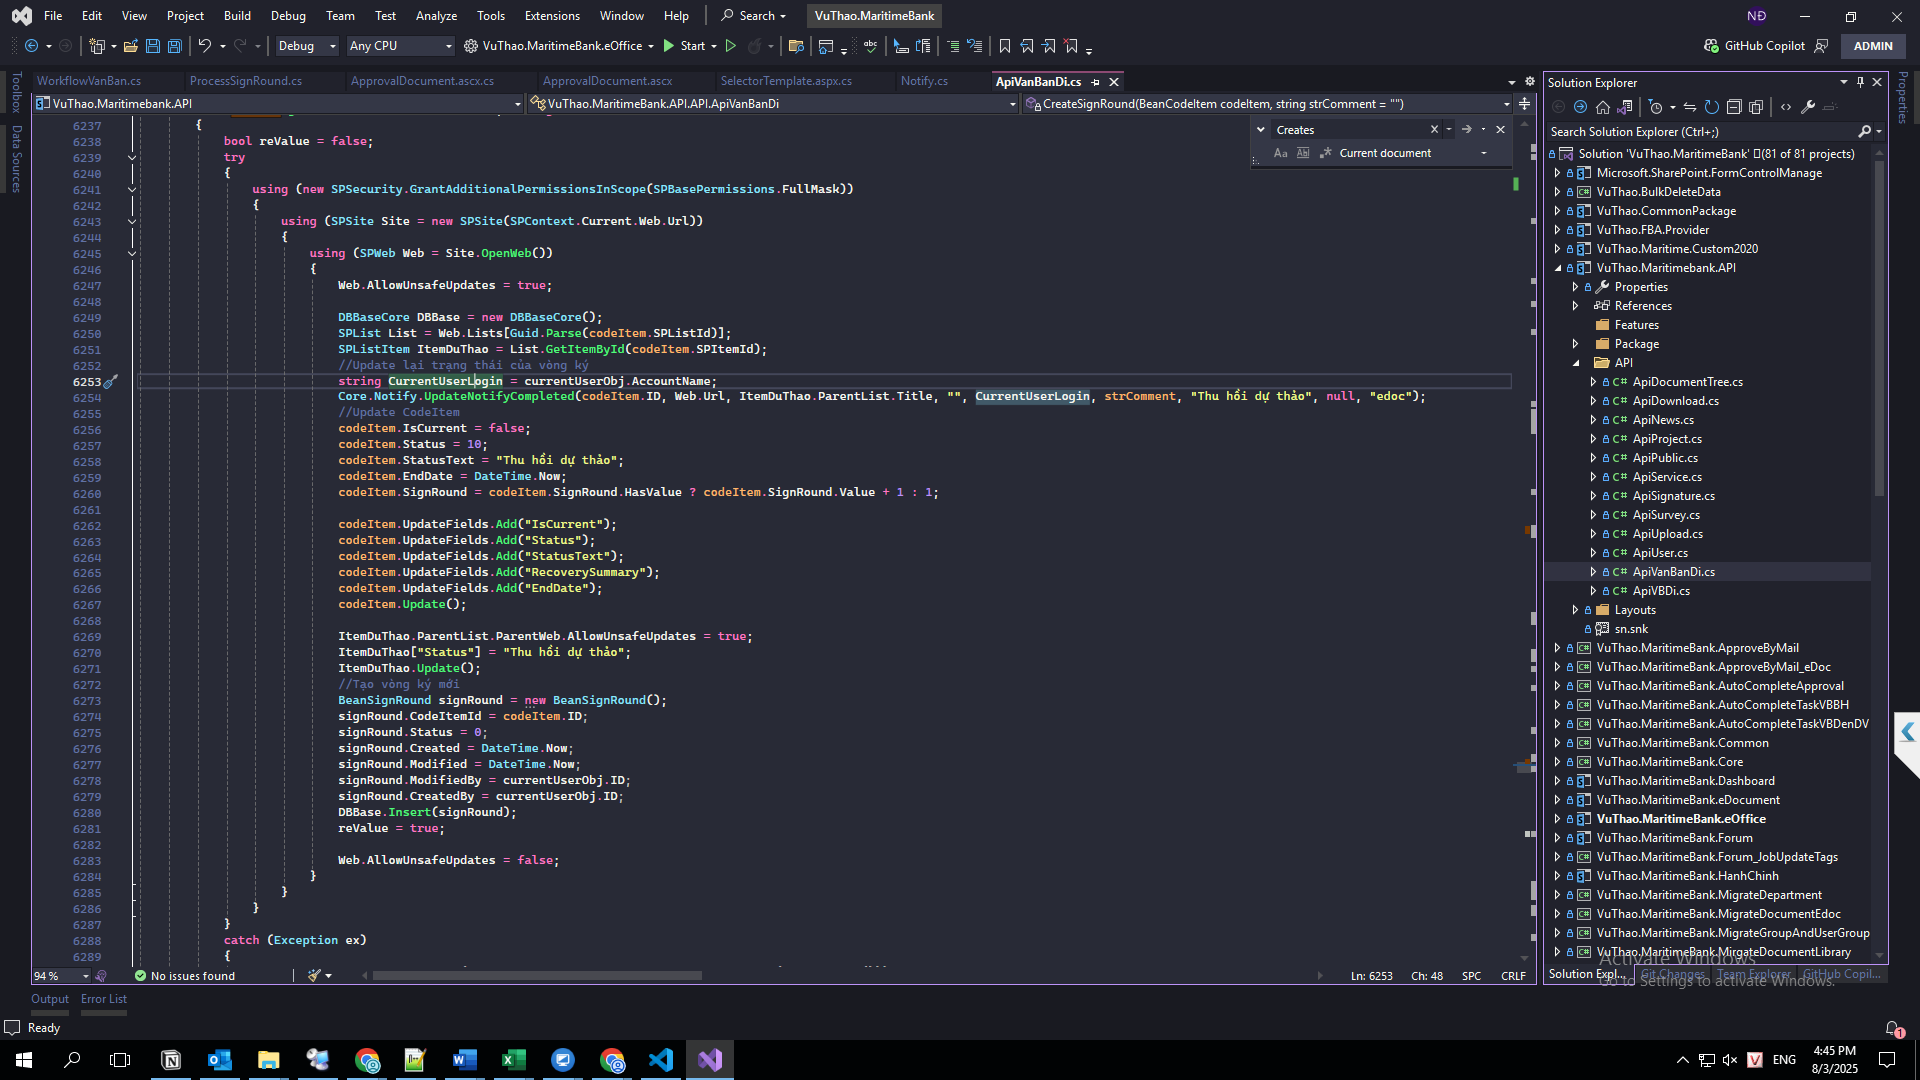 File Edit View Project Build Debug Team Test Analyze Tools Extensions Window Help Search VuThao.MaritimeBank NĐ
Debug Any CPU VuThao.MaritimeBank.eOffice Start GitHub Copilot ADMIN
WorkflowVanBan.cs ProcessSignRound.cs ApprovalDocument.ascx.cs ApprovalDocument.ascx SelectorTemplate.aspx.cs Notify.cs ApiVanBanDi.cs
VuThao.Maritimebank.API VuThao.MaritimeBank.API.API.ApiVanBanDi CreateSignRound(BeanCodeItem codeItem, string strComment = "")
Toolbox
Data Sources
Creates
Current document
6237 {
6238 bool reValue = false;
6239 try
6240 {
6241 using (new SPSecurity.GrantAdditionalPermissionsInScope(SPBasePermissions.FullMask))
6242 {
6243 using (SPSite Site = new SPSite(SPContext.Current.Web.Url))
6244 {
6245 using (SPWeb Web = Site.OpenWeb())
6246 {
6247 Web.AllowUnsafeUpdates = true;
6248
6249 DBBaseCore DBBase = new DBBaseCore();
6250 SPList List = Web.Lists[Guid.Parse(codeItem.SPListId)];
6251 SPListItem ItemDuThao = List.GetItemById(codeItem.SPItemId);
6252 //Update lại trạng thái của vòng ký
6253 string CurrentUserLogin = currentUserObj.AccountName;
6254 Core.Notify.UpdateNotifyCompleted(codeItem.ID, Web.Url, ItemDuThao.ParentList.Title, "", CurrentUserLogin, strComment, "Thu hồi dự thảo", null, "edoc");
6255 //Update CodeItem
6256 codeItem.IsCurrent = false;
6257 codeItem.Status = 10;
6258 codeItem.StatusText = "Thu hồi dự thảo";
6259 codeItem.EndDate = DateTime.Now;
6260 codeItem.SignRound = codeItem.SignRound.HasValue ? codeItem.SignRound.Value + 1 : 1;
6261
6262 codeItem.UpdateFields.Add("IsCurrent");
6263 codeItem.UpdateFields.Add("Status");
6264 codeItem.UpdateFields.Add("StatusText");
6265 codeItem.UpdateFields.Add("RecoverySummary");
6266 codeItem.UpdateFields.Add("EndDate");
6267 codeItem.Update();
6268
6269 ItemDuThao.ParentList.ParentWeb.AllowUnsafeUpdates = true;
6270 ItemDuThao["Status"] = "Thu hồi dự thảo";
6271 ItemDuThao.Update();
6272 //Tạo vòng ký mới
6273 BeanSignRound signRound = new BeanSignRound();
6274 signRound.CodeItemId = codeItem.ID;
6275 signRound.Status = 0;
6276 signRound.Created = DateTime.Now;
6277 signRound.Modified = DateTime.Now;
6278 signRound.ModifiedBy = currentUserObj.ID;
6279 signRound.CreatedBy = currentUserObj.ID;
6280 DBBase.Insert(signRound);
6281 reValue = true;
6282
6283 Web.AllowUnsafeUpdates = false;
6284 }
6285 }
6286 }
6287 }
6288 catch (Exception ex)
6289 {
94 % No issues found Ln: 6253 Ch: 48 SPC CRLF
Output Error List
Ready
Solution Explorer
Search Solution Explorer (Ctrl+;)
Solution 'VuThao.MaritimeBank' (81 of 81 projects)
Microsoft.SharePoint.FormControlManage
VuThao.BulkDeleteData
VuThao.CommonPackage
VuThao.FBA.Provider
VuThao.Maritime.Custom2020
VuThao.Maritimebank.API
Properties
References
Features
Package
API
C# ApiDocumentTree.cs
C# ApiDownload.cs
C# ApiNews.cs
C# ApiProject.cs
C# ApiPublic.cs
C# ApiService.cs
C# ApiSignature.cs
C# ApiSurvey.cs
C# ApiUpload.cs
C# ApiUser.cs
C# ApiVanBanDi.cs
C# ApiVBDi.cs
Layouts
sn.snk
VuThao.MaritimeBank.ApproveByMail
VuThao.MaritimeBank.ApproveByMail_eDoc
VuThao.MaritimeBank.AutoCompleteApproval
VuThao.MaritimeBank.AutoCompleteTaskVBBH
VuThao.MaritimeBank.AutoCompleteTaskVBDenDV
VuThao.MaritimeBank.Common
VuThao.MaritimeBank.Core
VuThao.MaritimeBank.Dashboard
VuThao.MaritimeBank.eDocument
VuThao.MaritimeBank.eOffice
VuThao.MaritimeBank.Forum
VuThao.MaritimeBank.Forum_JobUpdateTags
VuThao.MaritimeBank.HanhChinh
VuThao.MaritimeBank.MigrateDepartment
VuThao.MaritimeBank.MigrateDocumentEdoc
VuThao.MaritimeBank.MigrateGroupAndUserGroup
VuThao.MaritimeBank.MirgateDocumentLibrary
Solution Expl... Git Changes Team Explorer GitHub Copil...
Properties
Activate Windows
Go to Settings to activate Windows.
1
ENG
4:45 PM
8/3/2025